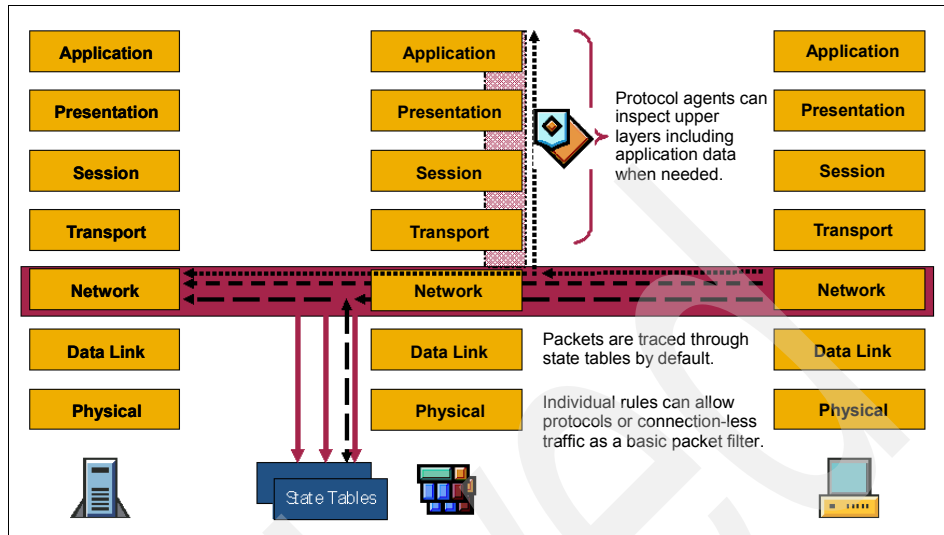 Application
Application
Application
Presentation
Presentation
Presentation
Protocol agents can
inspect upper
layers including
application data
when needed.
Session
Session
Session
Transport
Transport
Transport
Network
Network
Network
Data Link
Data Link
Data Link
Packets are traced through
state tables by default.
Physical
Physical
Physical
Individual rules can allow
protocols or connection-less
traffic as a basic packet filter.
State Tables